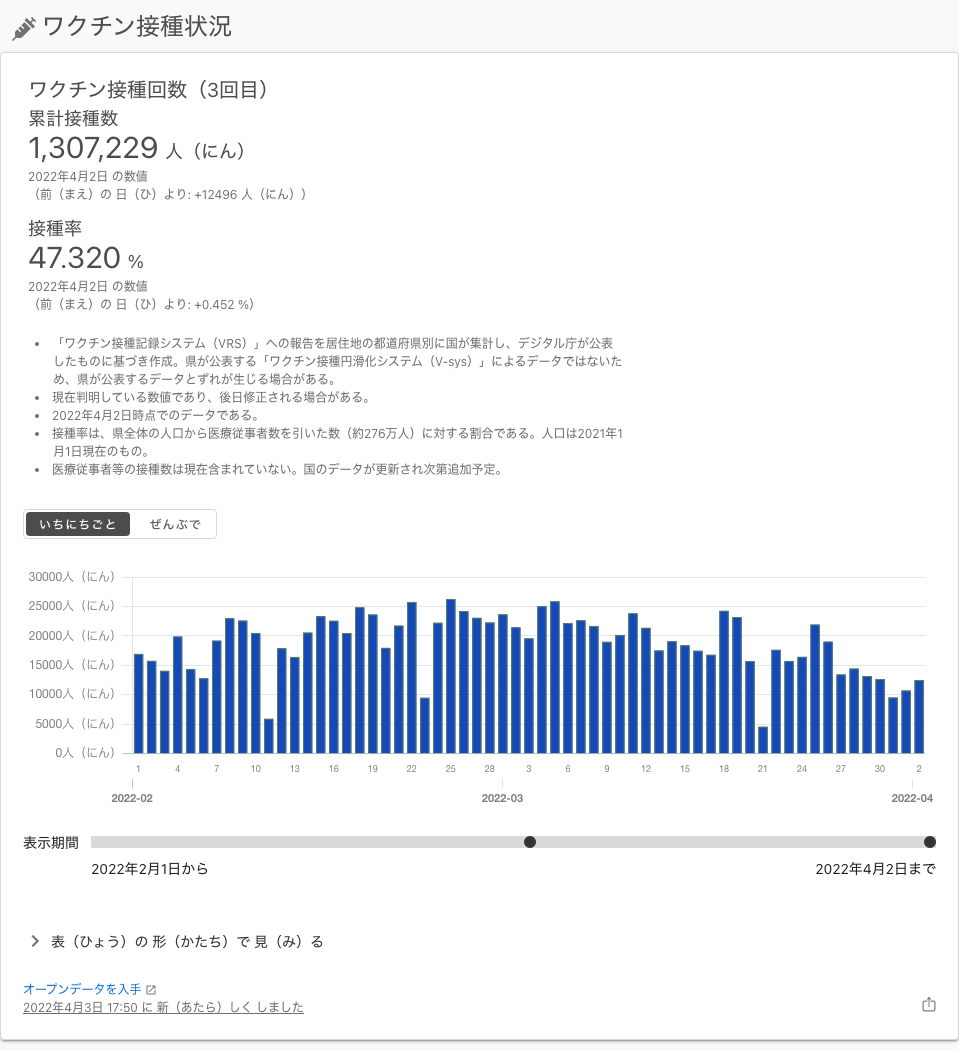 ワクチン接種状況
ワクチン接種回数（3回目）
累計接種数
1,307,229 人（にん）
2022年4月2日 の数値
（前（まえ）の 日（ひ）より: +12496 人（にん））
接種率
47.320 %
2022年4月2日 の数値
（前（まえ）の 日（ひ）より: +0.452 %）
• 「ワクチン接種記録システム（VRS）」への報告を居住地の都道府県別に国が集計し、デジタル庁が公表
したものに基づき作成。県が公表する「ワクチン接種円滑化システム（V-sys）」によるデータではないた
め、県が公表するデータとずれが生じる場合がある。
• 現在判明している数値であり、後日修正される場合がある。
• 2022年4月2日時点でのデータである。
• 接種率は、県全体の人口から医療従事者数を引いた数（約276万人）に対する割合である。人口は2021年1
月1日現在のもの。
• 医療従事者等の接種数は現在含まれていない。国のデータが更新され次第追加予定。
いちにちごと ぜんぶで
30000人（にん）
25000人（にん）
20000人（にん）
15000人（にん）
10000人（にん）
5000人（にん）
0人（にん）
1 4 7 10 13 16 19 22 25 28 3 6 9 12 15 18 21 24 27 30 2
2022-02 2022-03 2022-04
表示期間
2022年2月1日から 2022年4月2日まで
表（ひょう）の 形（かたち）で 見（み）る
オープンデータを入手
2022年4月3日 17:50 に 新（あたら）しく しました